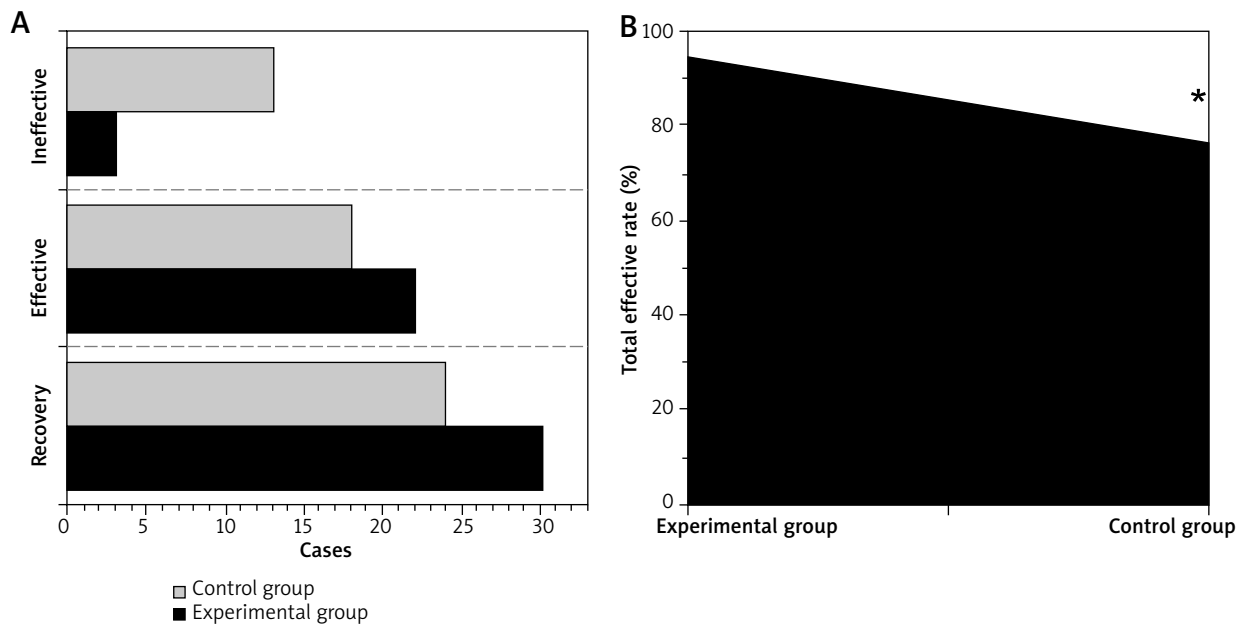 A
Ineffective
Effective
Recovery
0 5 10 15 20 25 30
Cases
Control group
Experimental group
B
100
80
60
40
20
0
Total effective rate (%)
*
Experimental group Control group